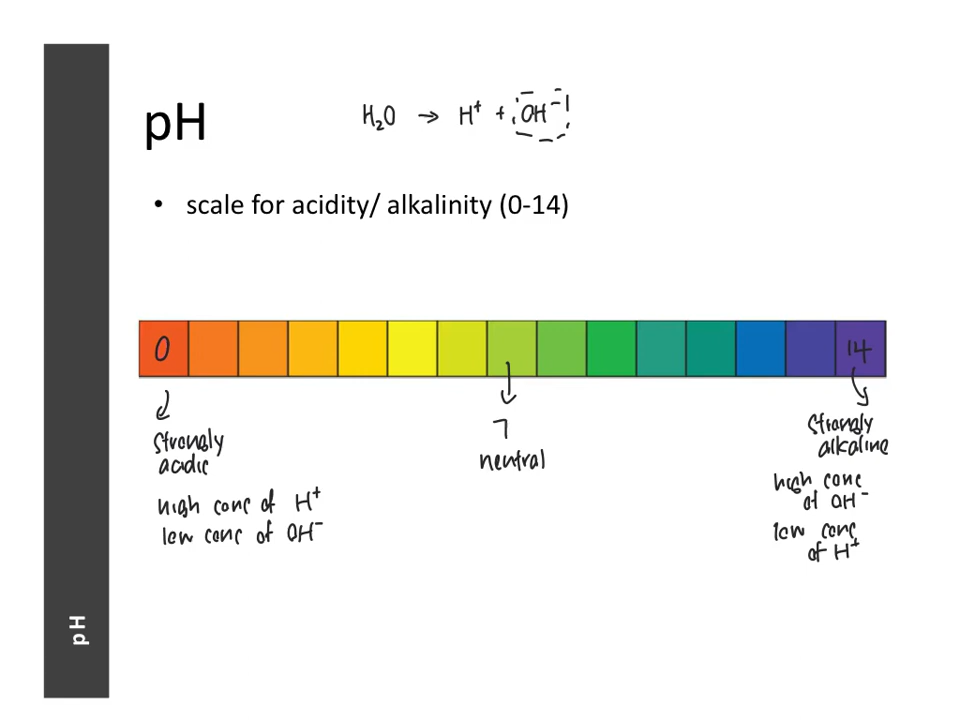 pH
H₂O → H⁺ + OH⁻
• scale for acidity/ alkalinity (0-14)
0
14
strongly
acidic
high conc of H⁺
low conc of OH⁻
7
neutral
strongly
alkaline
high conc
of OH⁻
low conc
of H⁺
pH